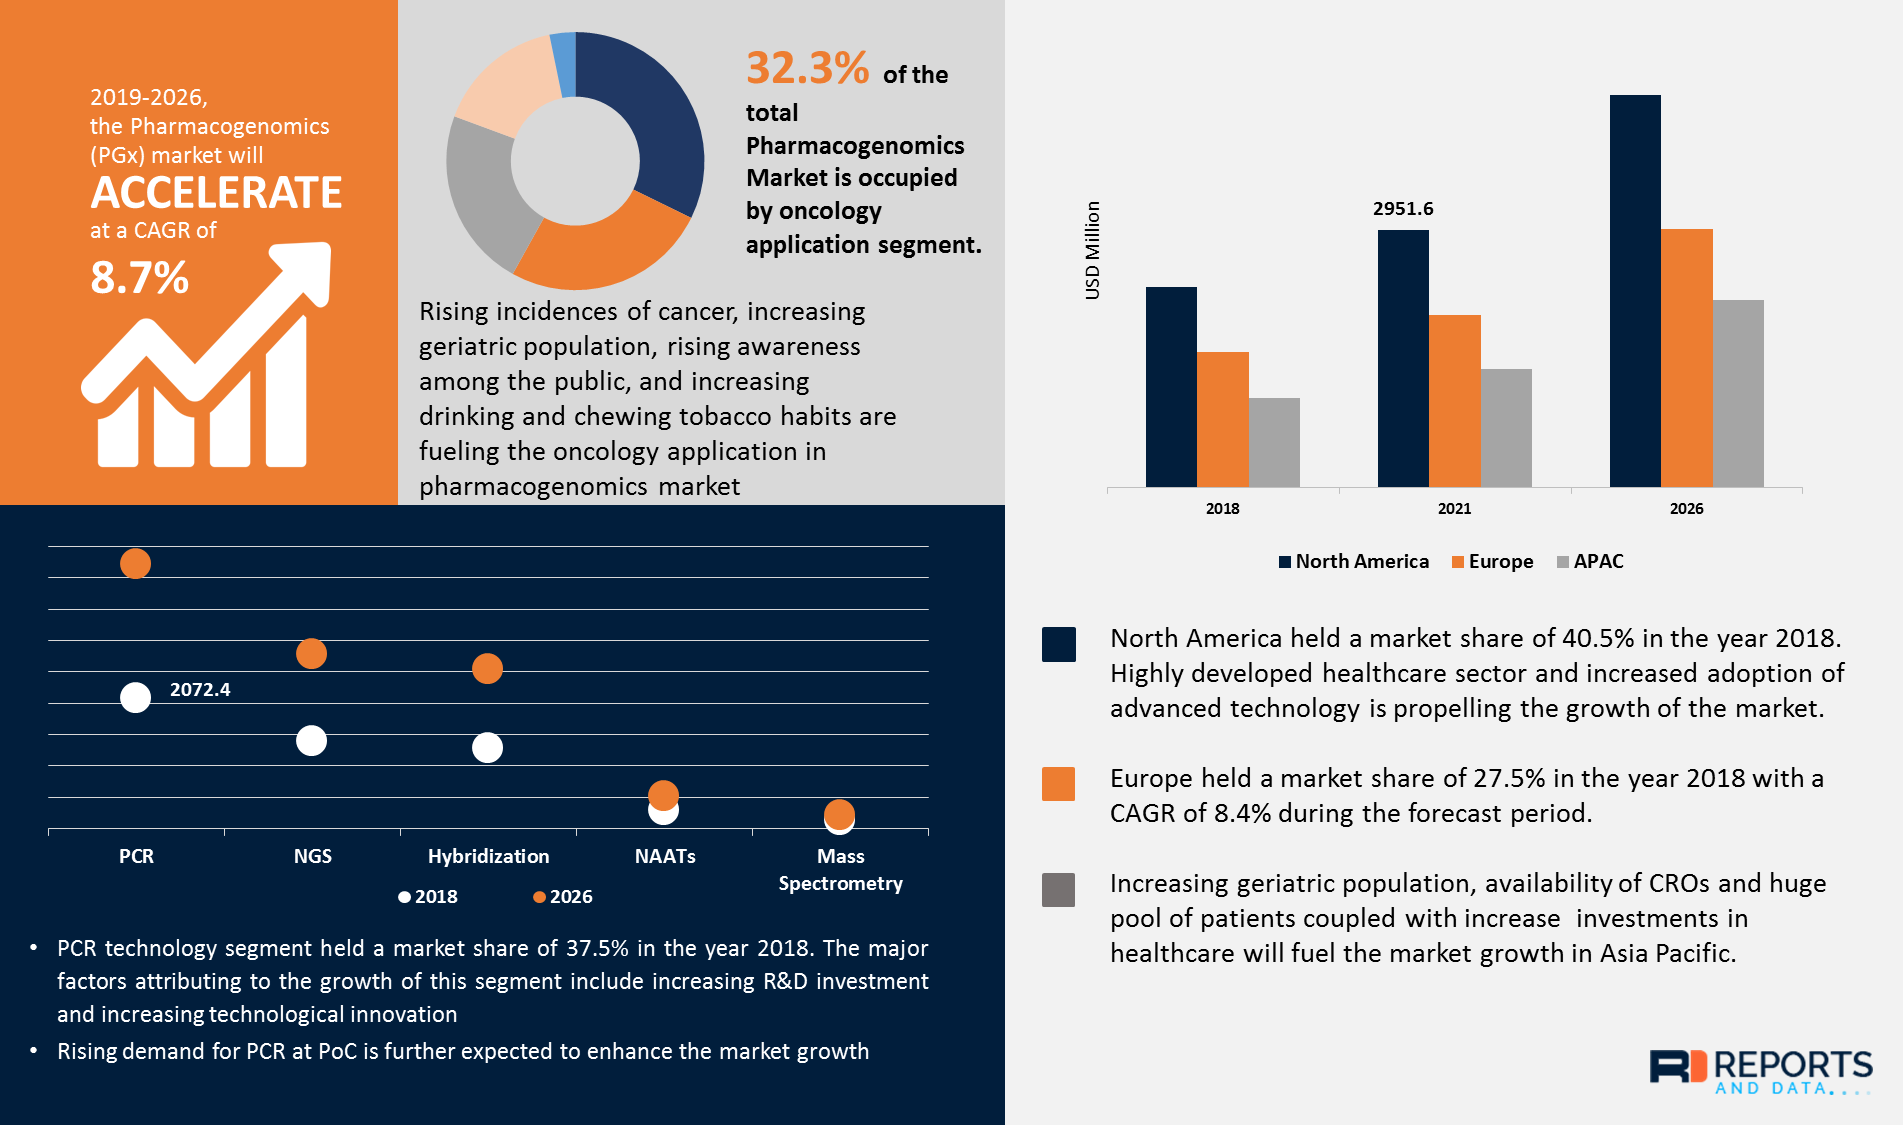 2019-2026,
the Pharmacogenomics
(PGx) market will
ACCELERATE
at a CAGR of
8.7%
32.3% of the
total
Pharmacogenomics
Market is occupied
by oncology
application segment.
Rising incidences of cancer, increasing
geriatric population, rising awareness
among the public, and increasing
drinking and chewing tobacco habits are
fueling the oncology application in
pharmacogenomics market
USD Million
2951.6
2018 2021 2026
North America Europe APAC
2072.4
PCR NGS Hybridization NAATs Mass
Spectrometry
2018 2026
• PCR technology segment held a market share of 37.5% in the year 2018. The major
factors attributing to the growth of this segment include increasing R&D investment
and increasing technological innovation
• Rising demand for PCR at PoC is further expected to enhance the market growth
North America held a market share of 40.5% in the year 2018.
Highly developed healthcare sector and increased adoption of
advanced technology is propelling the growth of the market.
Europe held a market share of 27.5% in the year 2018 with a
CAGR of 8.4% during the forecast period.
Increasing geriatric population, availability of CROs and huge
pool of patients coupled with increase investments in
healthcare will fuel the market growth in Asia Pacific.
REPORTS
AND DATA....